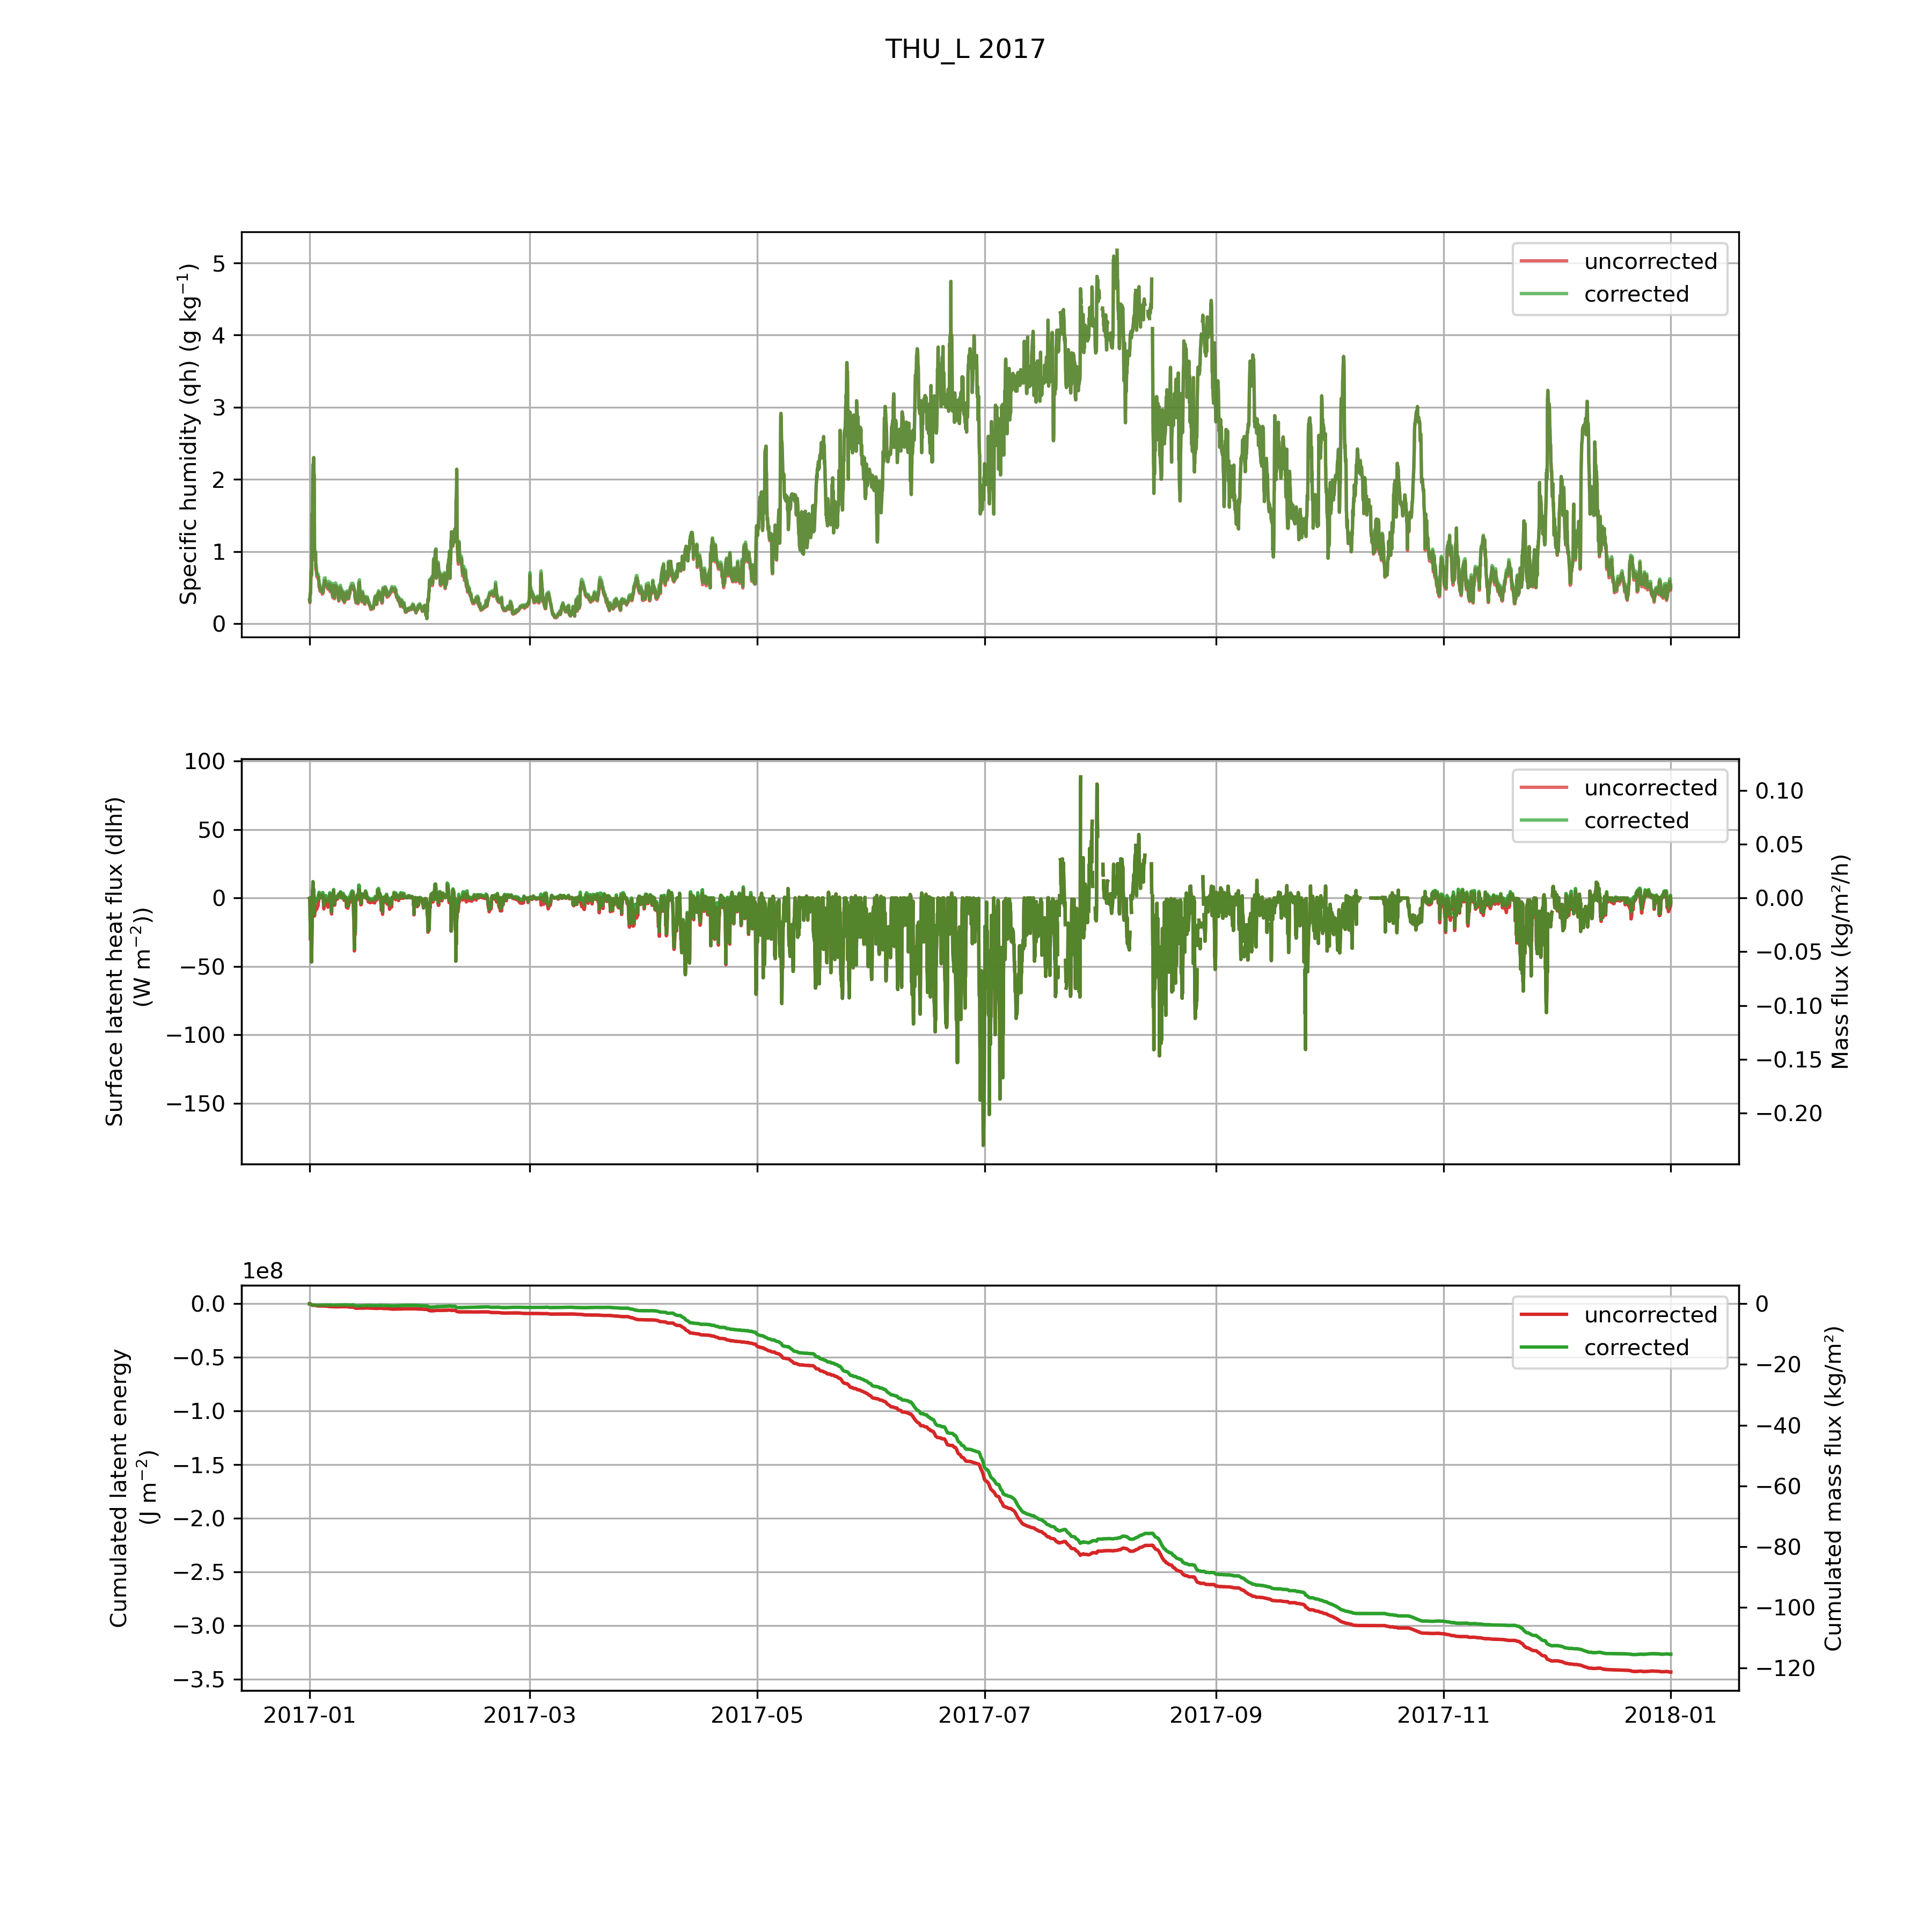 THU_L 2017
Specific humidity (qh) (g kg⁻¹)
5
4
3
2
1
0
uncorrected
corrected
Surface latent heat flux (dlhf)
(W m⁻²))
100
50
0
−50
−100
−150
uncorrected
corrected
0.10
0.05
0.00
−0.05
−0.10
−0.15
−0.20
Mass flux (kg/m²/h)
1e8
Cumulated latent energy
(J m⁻²)
0.0
−0.5
−1.0
−1.5
−2.0
−2.5
−3.0
−3.5
uncorrected
corrected
0
−20
−40
−60
−80
−100
−120
Cumulated mass flux (kg/m²)
2017-01 2017-03 2017-05 2017-07 2017-09 2017-11 2018-01